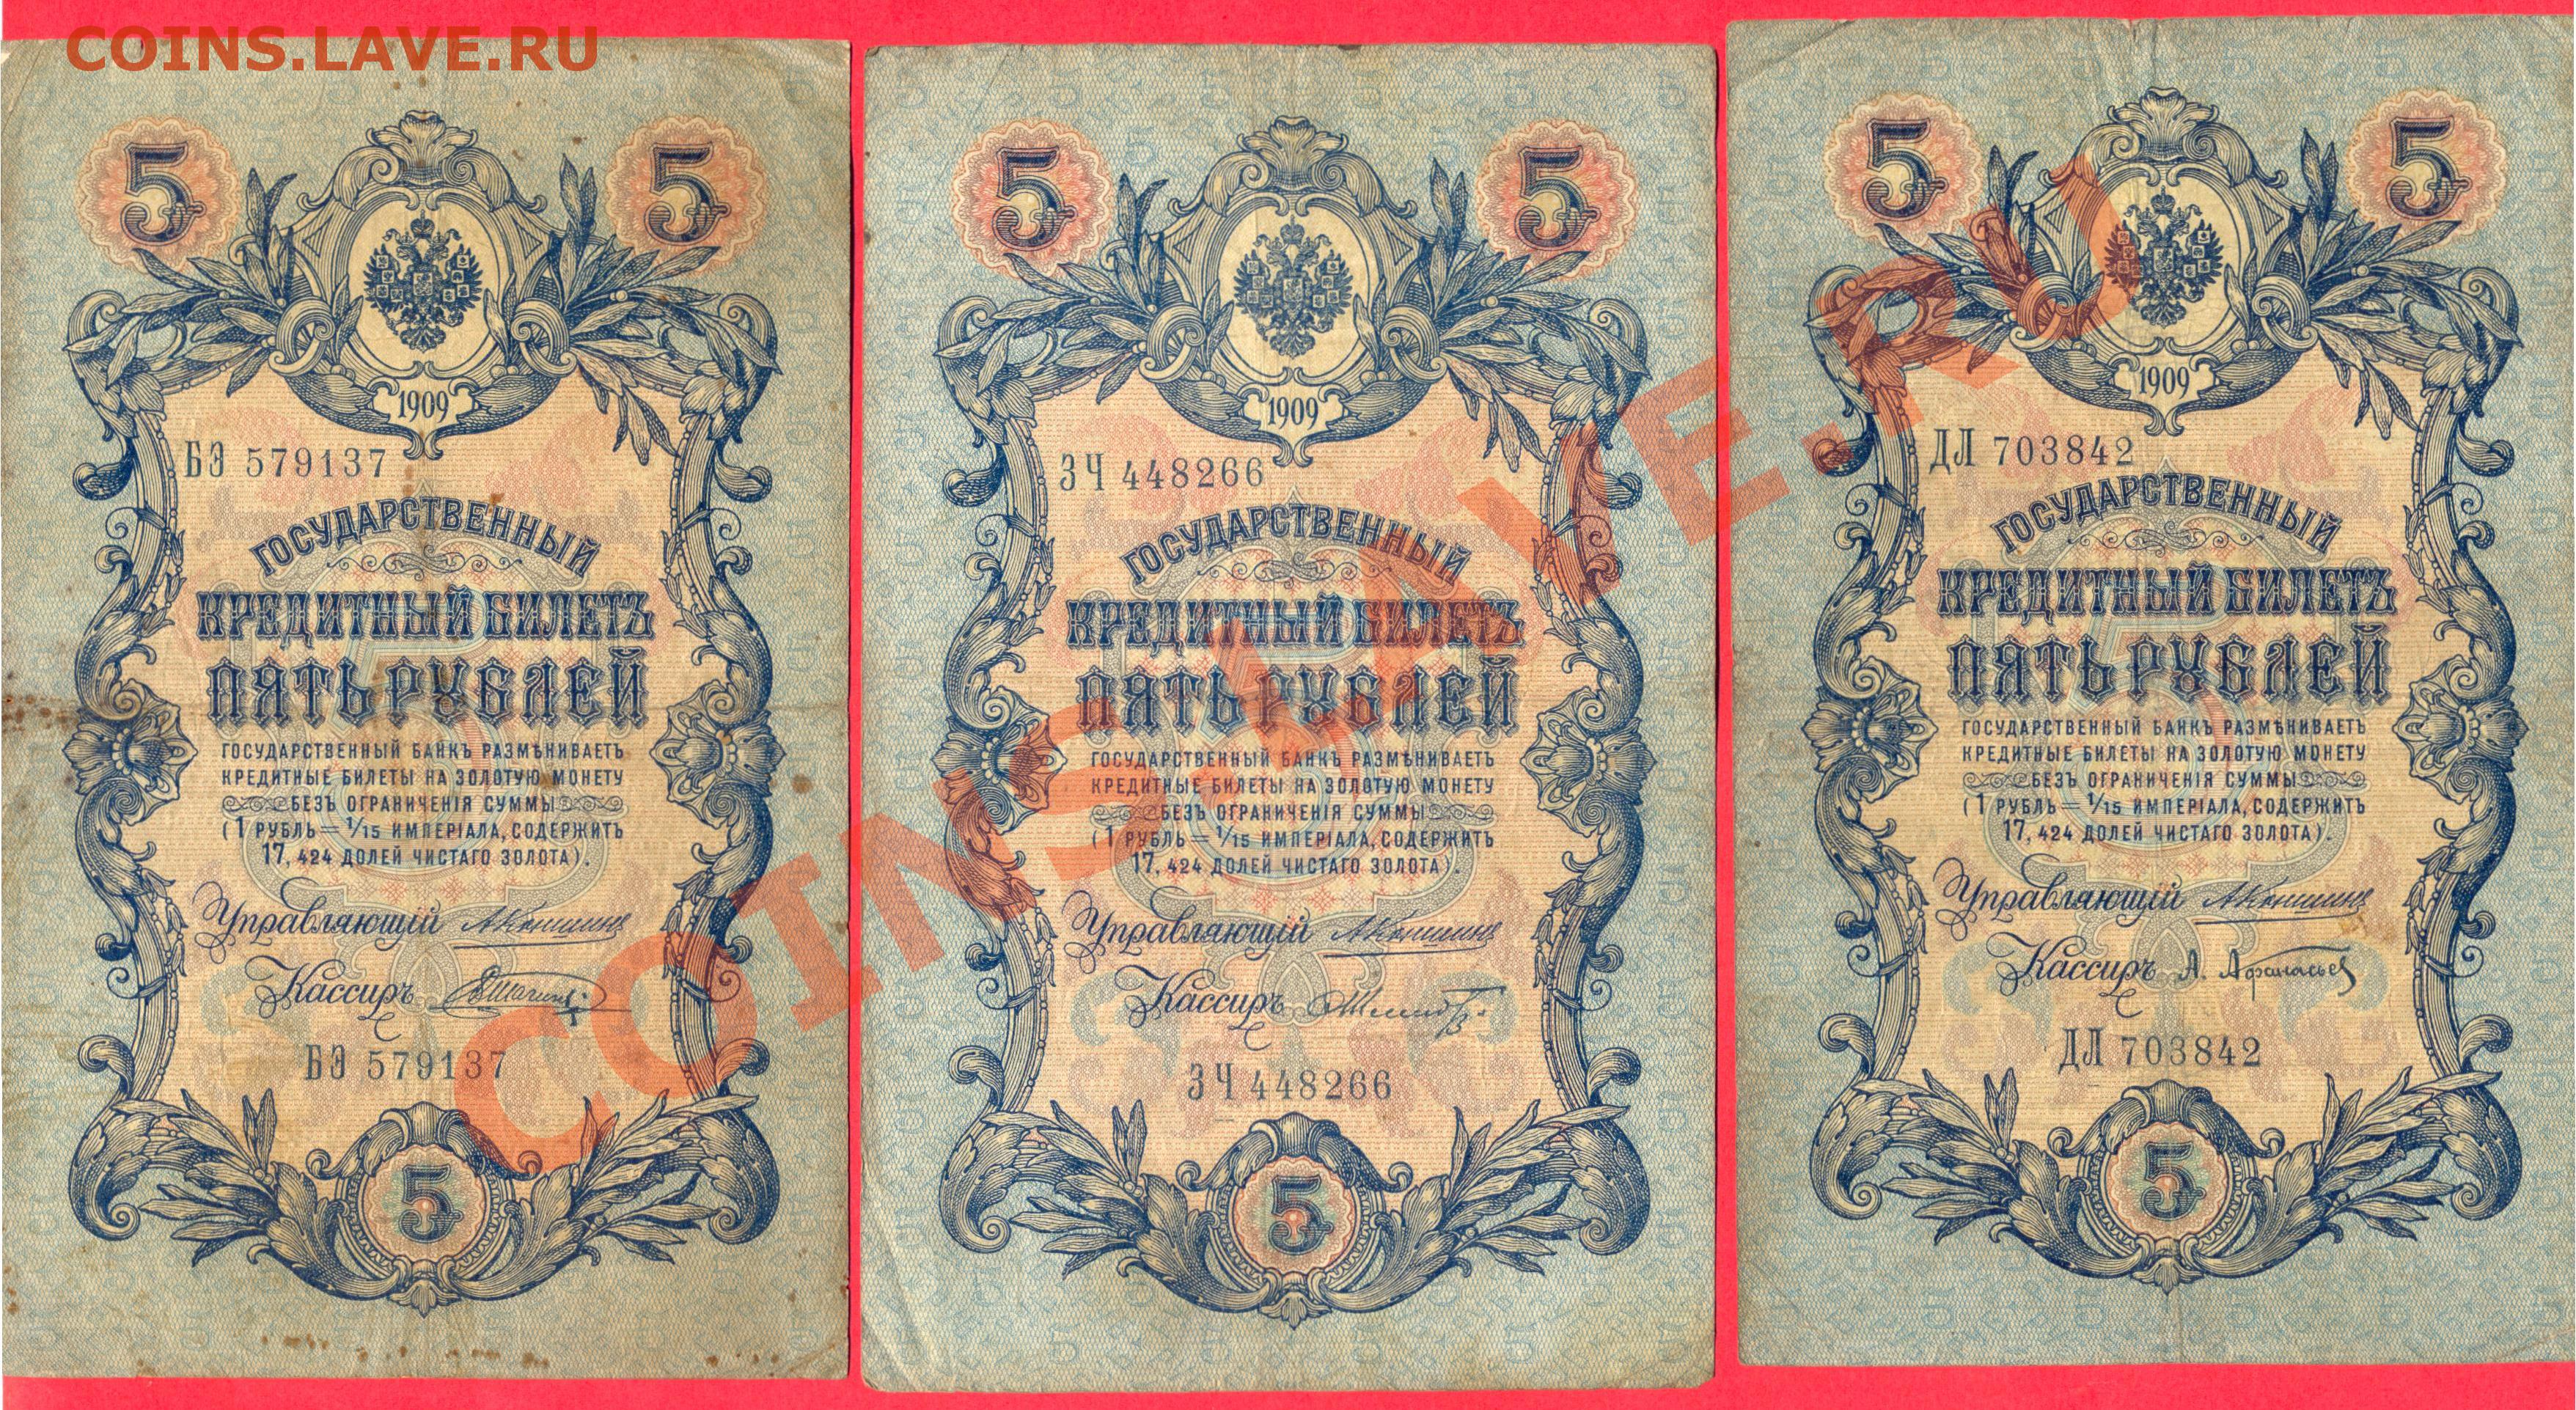 COINS.LAVE.RU
5 5
1909
БЭ 579137
ГОСУДАРСТВЕННЫЙ
КРЕДИТНЫЙ БИЛЕТЪ
ПЯТЬ РУБЛЕЙ
ГОСУДАРСТВЕННЫЙ БАНКЪ РАЗМѢНИВАЕТЪ
КРЕДИТНЫЕ БИЛЕТЫ НА ЗОЛОТУЮ МОНЕТУ
БЕЗЪ ОГРАНИЧЕНІЯ СУММЫ
(1 РУБЛЬ = 1/15 ИМПЕРІАЛА, СОДЕРЖИТЪ
17,424 ДОЛЕЙ ЧИСТАГО ЗОЛОТА).
Управляющій АКоншинъ
Кассиръ
БЭ 579137
5
5 5
1909
ЗЧ 448266
ГОСУДАРСТВЕННЫЙ
КРЕДИТНЫЙ БИЛЕТЪ
ПЯТЬ РУБЛЕЙ
ГОСУДАРСТВЕННЫЙ БАНКЪ РАЗМѢНИВАЕТЪ
КРЕДИТНЫЕ БИЛЕТЫ НА ЗОЛОТУЮ МОНЕТУ
БЕЗЪ ОГРАНИЧЕНІЯ СУММЫ
(1 РУБЛЬ = 1/15 ИМПЕРІАЛА, СОДЕРЖИТЪ
17,424 ДОЛЕЙ ЧИСТАГО ЗОЛОТА).
Управляющій АКоншинъ
Кассиръ
ЗЧ 448266
5
5 5
1909
ДЛ 703842
ГОСУДАРСТВЕННЫЙ
КРЕДИТНЫЙ БИЛЕТЪ
ПЯТЬ РУБЛЕЙ
ГОСУДАРСТВЕННЫЙ БАНКЪ РАЗМѢНИВАЕТЪ
КРЕДИТНЫЕ БИЛЕТЫ НА ЗОЛОТУЮ МОНЕТУ
БЕЗЪ ОГРАНИЧЕНІЯ СУММЫ
(1 РУБЛЬ = 1/15 ИМПЕРІАЛА, СОДЕРЖИТЪ
17,424 ДОЛЕЙ ЧИСТАГО ЗОЛОТА).
Управляющій АКоншинъ
Кассиръ А. Афанасьев
ДЛ 703842
5
COINS.LAVE.RU